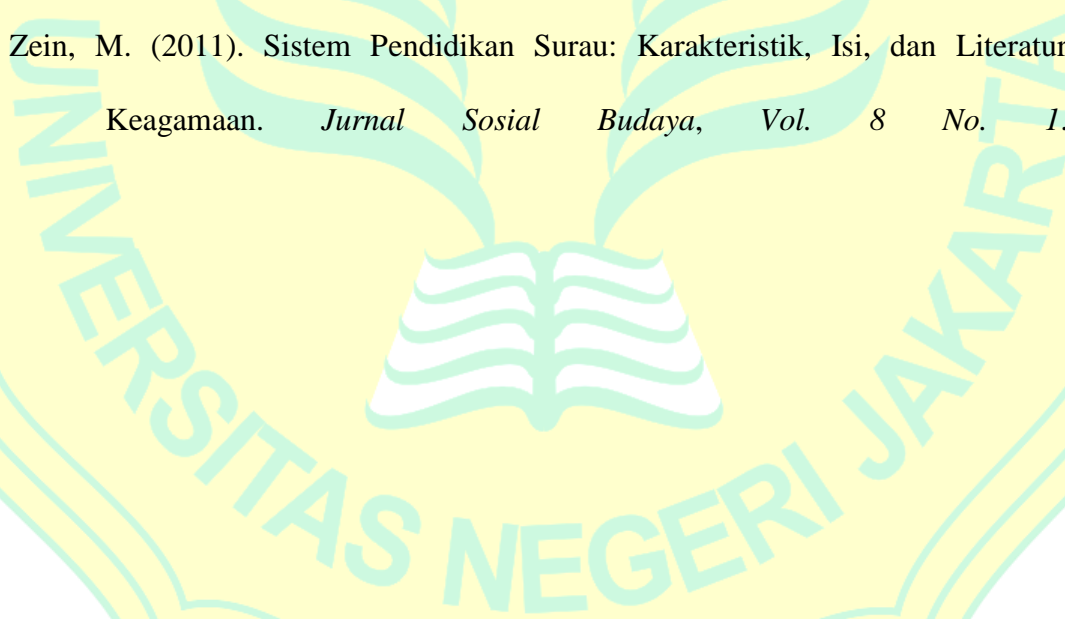 Zein, M. (2011). Sistem Pendidikan Surau: Karakteristik, Isi, dan Literatur
Keagamaan. Jurnal Sosial Budaya, Vol. 8 No. 1.
UNIVERSITAS NEGERI JAKARTA